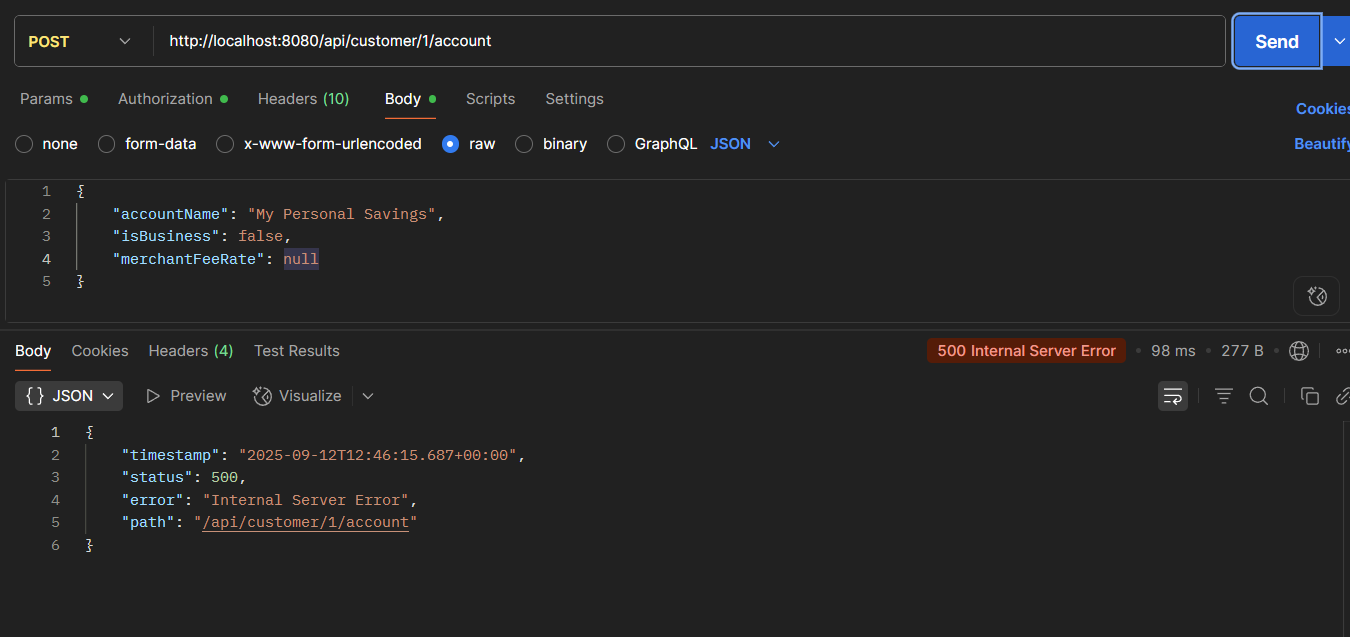 POST http://localhost:8080/api/customer/1/account Send
Params Authorization Headers (10) Body Scripts Settings
Cookies
none form-data x-www-form-urlencoded raw binary GraphQL JSON
Beautify
1 {
2 "accountName": "My Personal Savings",
3 "isBusiness": false,
4 "merchantFeeRate": null
5 }
Body Cookies Headers (4) Test Results 500 Internal Server Error 98 ms 277 B
{} JSON Preview Visualize
1 {
2 "timestamp": "2025-09-12T12:46:15.687+00:00",
3 "status": 500,
4 "error": "Internal Server Error",
5 "path": "/api/customer/1/account"
6 }